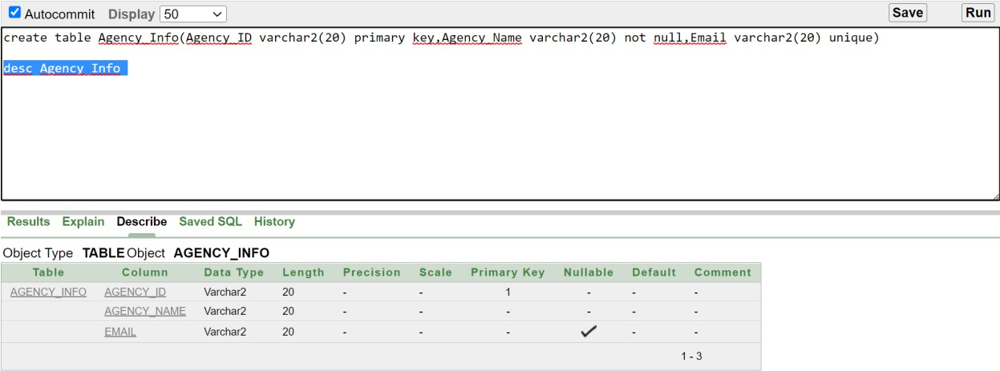 Autocommit Display 50 Save Run
create table Agency_Info(Agency_ID varchar2(20) primary key,Agency_Name varchar2(20) not null,Email varchar2(20) unique)
desc Agency_Info
Results Explain Describe Saved SQL History
Object Type TABLE Object AGENCY_INFO
Table Column Data Type Length Precision Scale Primary Key Nullable Default Comment
AGENCY_INFO AGENCY_ID Varchar2 20 - - 1 - - -
AGENCY_NAME Varchar2 20 - - - - - -
EMAIL Varchar2 20 - - - ✓ - -
1 - 3